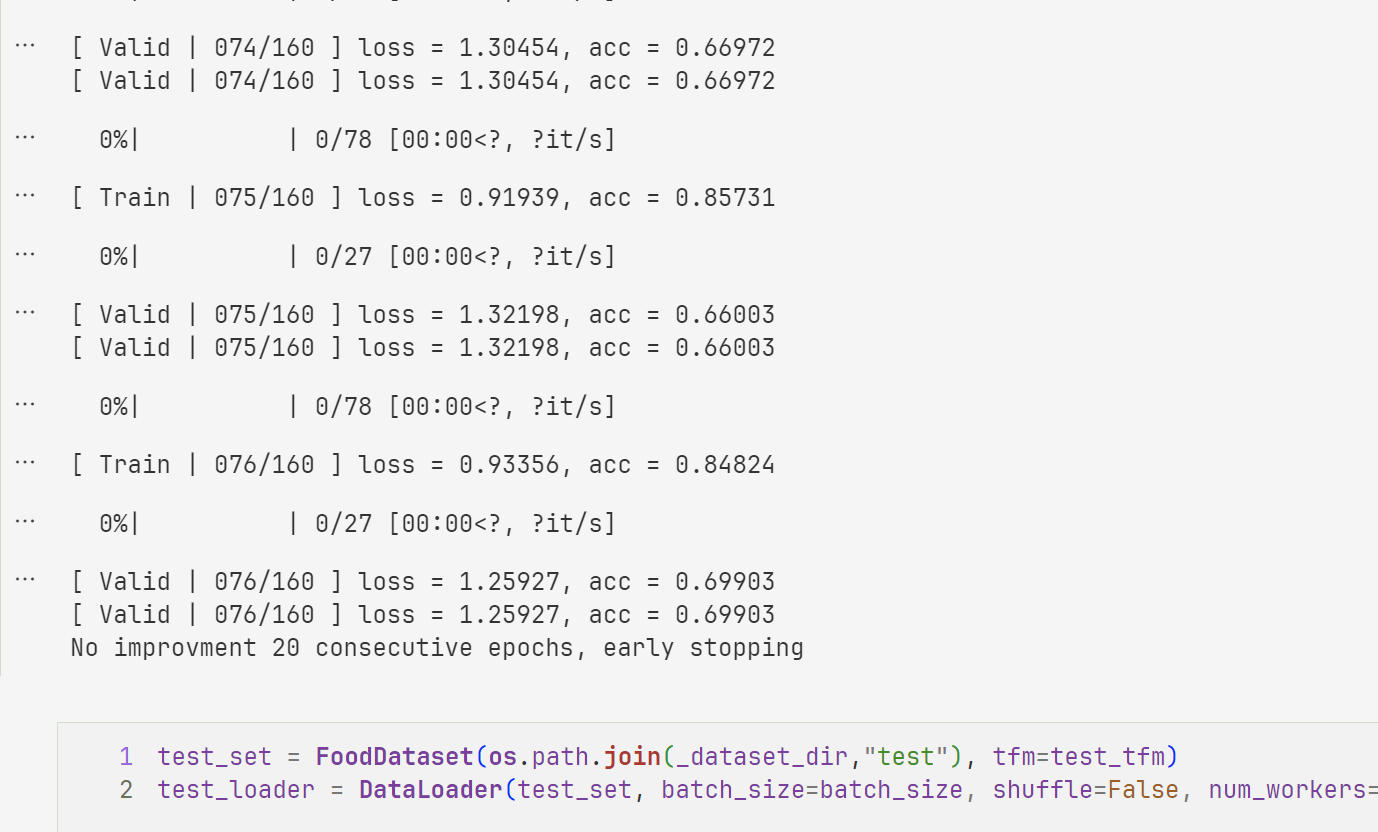 ... [ Valid | 074/160 ] loss = 1.30454, acc = 0.66972
[ Valid | 074/160 ] loss = 1.30454, acc = 0.66972
... 0%| | 0/78 [00:00<?, ?it/s]
... [ Train | 075/160 ] loss = 0.91939, acc = 0.85731
... 0%| | 0/27 [00:00<?, ?it/s]
... [ Valid | 075/160 ] loss = 1.32198, acc = 0.66003
[ Valid | 075/160 ] loss = 1.32198, acc = 0.66003
... 0%| | 0/78 [00:00<?, ?it/s]
... [ Train | 076/160 ] loss = 0.93356, acc = 0.84824
... 0%| | 0/27 [00:00<?, ?it/s]
... [ Valid | 076/160 ] loss = 1.25927, acc = 0.69903
[ Valid | 076/160 ] loss = 1.25927, acc = 0.69903
No improvment 20 consecutive epochs, early stopping
1 test_set = FoodDataset(os.path.join(_dataset_dir,"test"), tfm=test_tfm)
2 test_loader = DataLoader(test_set, batch_size=batch_size, shuffle=False, num_workers=